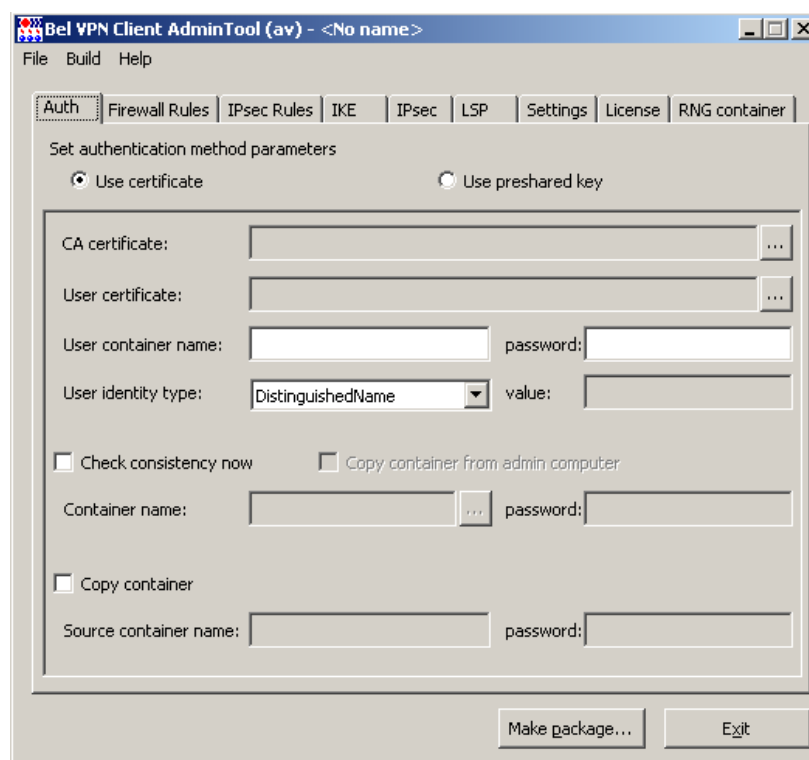 Bel VPN Client AdminTool (av) - <No name>
File Build Help
Auth Firewall Rules IPsec Rules IKE IPsec LSP Settings License RNG container
Set authentication method parameters
Use certificate Use preshared key
CA certificate: ...
User certificate: ...
User container name: password:
User identity type: DistinguishedName value:
Check consistency now Copy container from admin computer
Container name: ... password:
Copy container
Source container name: password:
Make package... Exit